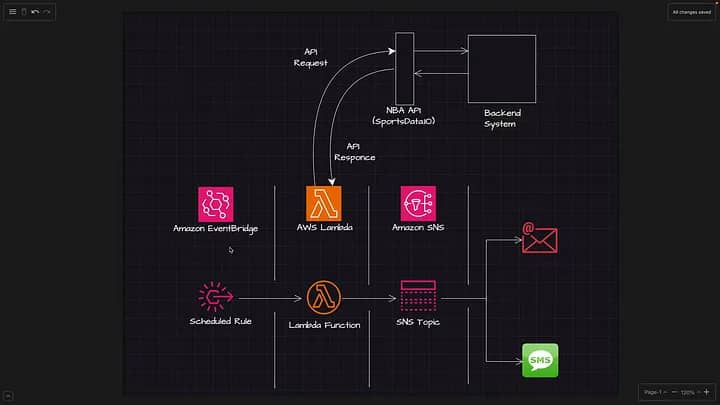 All changes saved
API
Request
NBA API
(SportsDataIO)
Backend
System
API
Responce
Amazon EventBridge
AWS Lambda
Amazon SNS
@
Scheduled Rule
Lambda Function
SNS Topic
SMS
Page-1
120%